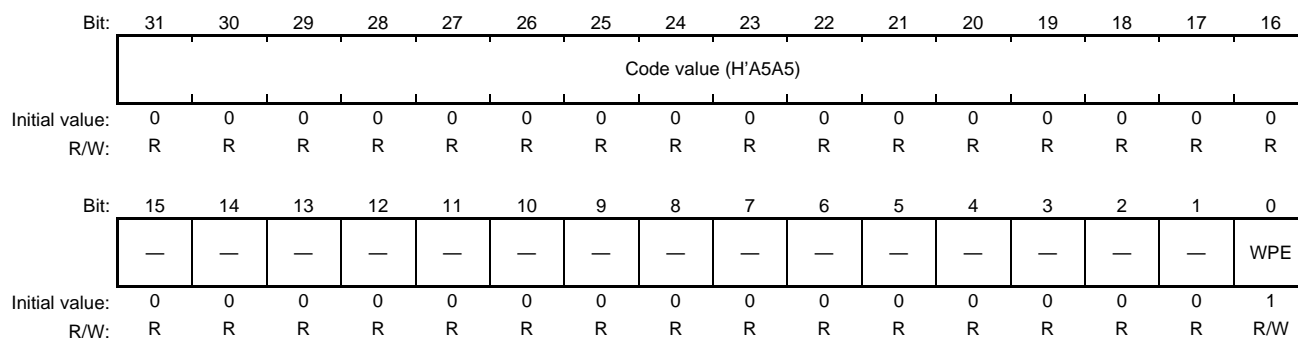 Bit: 31 30 29 28 27 26 25 24 23 22 21 20 19 18 17 16
Code value (H'A5A5)
Initial value: 0 0 0 0 0 0 0 0 0 0 0 0 0 0 0 0
R/W: R R R R R R R R R R R R R R R R
Bit: 15 14 13 12 11 10 9 8 7 6 5 4 3 2 1 0
— — — — — — — — — — — — — — — WPE
Initial value: 0 0 0 0 0 0 0 0 0 0 0 0 0 0 0 1
R/W: R R R R R R R R R R R R R R R R/W